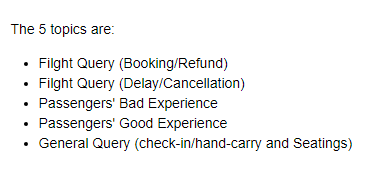 The 5 topics are:
Filght Query (Booking/Refund)
Filght Query (Delay/Cancellation)
Passengers' Bad Experience
Passengers' Good Experience
General Query (check-in/hand-carry and Seatings)